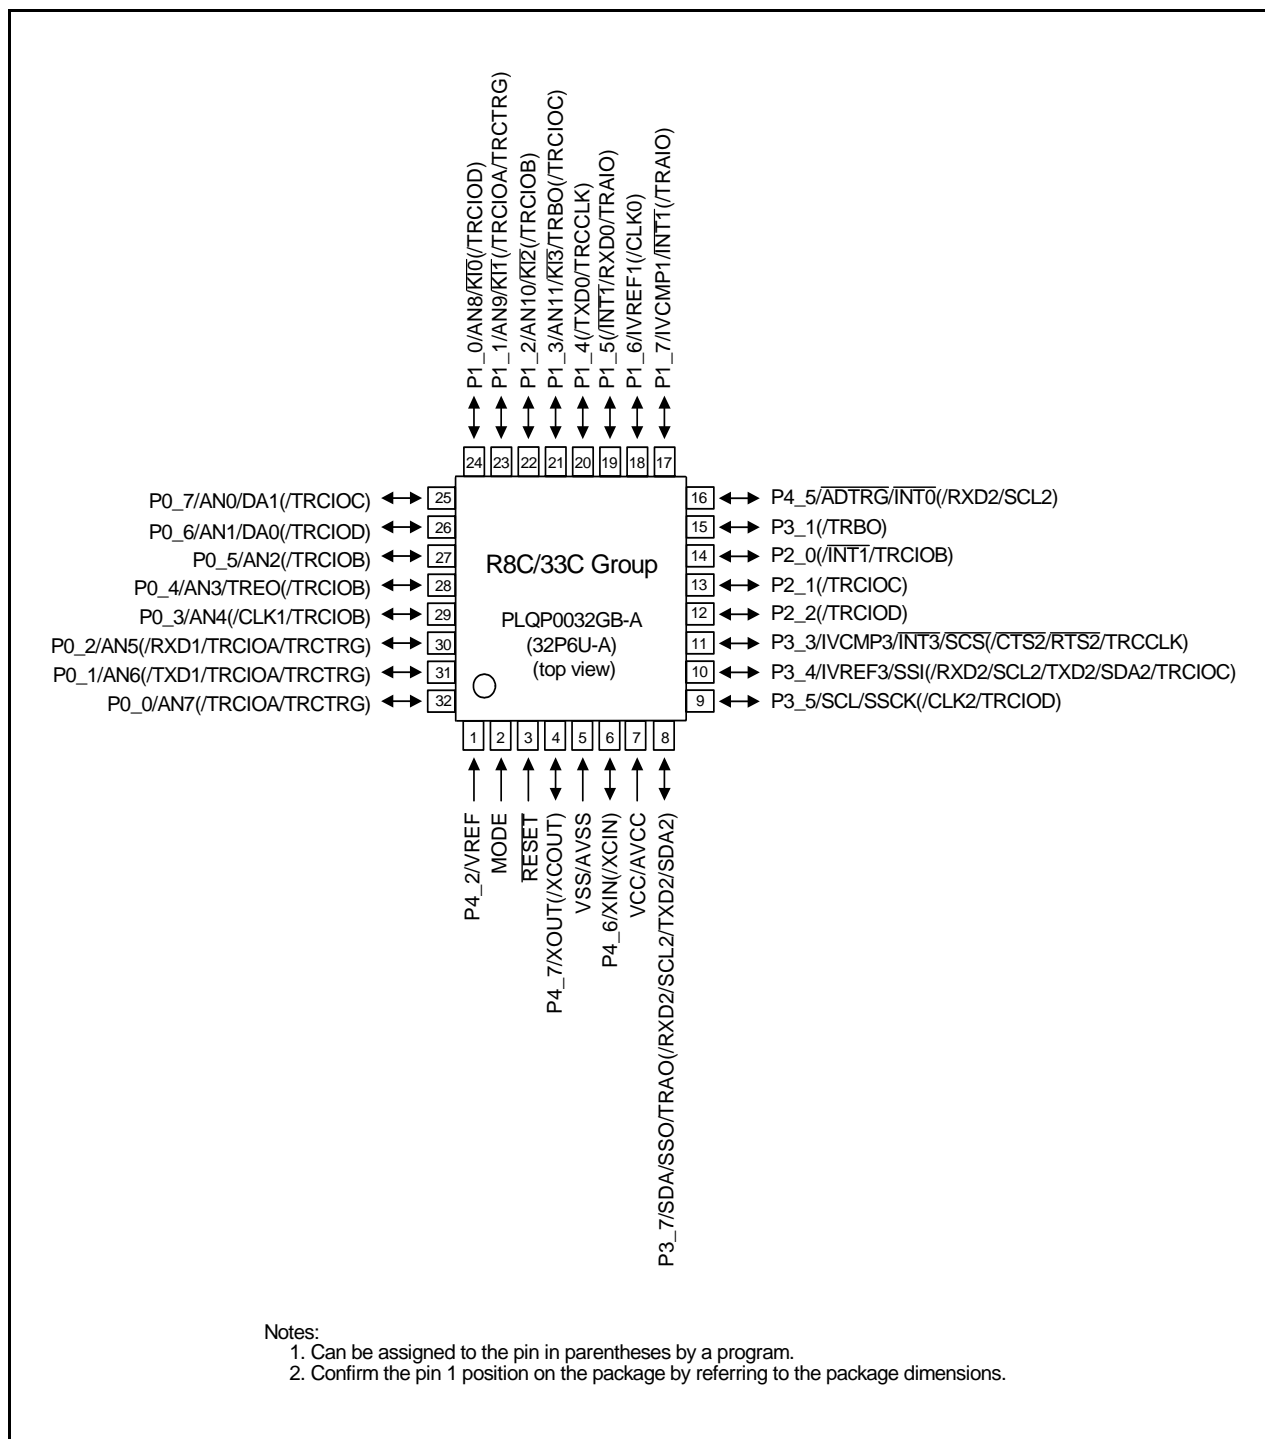 P1_0/AN8/KI0(/TRCIOD)
P1_1/AN9/KI1(/TRCIOA/TRCTRG)
P1_2/AN10/KI2(/TRCIOB)
P1_3/AN11/KI3/TRBO(/TRCIOC)
P1_4(/TXD0/TRCCLK)
P1_5(/INT1/RXD0/TRAIO)
P1_6/IVREF1(/CLK0)
P1_7/IVCMP1/INT1(/TRAIO)
24 23 22 21 20 19 18 17
P0_7/AN0/DA1(/TRCIOC) 25
P0_6/AN1/DA0(/TRCIOD) 26
P0_5/AN2(/TRCIOB) 27
P0_4/AN3/TREO(/TRCIOB) 28
P0_3/AN4(/CLK1/TRCIOB) 29
P0_2/AN5(/RXD1/TRCIOA/TRCTRG) 30
P0_1/AN6(/TXD1/TRCIOA/TRCTRG) 31
P0_0/AN7(/TRCIOA/TRCTRG) 32
R8C/33C Group
PLQP0032GB-A
(32P6U-A)
(top view)
16 P4_5/ADTRG/INT0(/RXD2/SCL2)
15 P3_1(/TRBO)
14 P2_0(/INT1/TRCIOB)
13 P2_1(/TRCIOC)
12 P2_2(/TRCIOD)
11 P3_3/IVCMP3/INT3/SCS(/CTS2/RTS2/TRCCLK)
10 P3_4/IVREF3/SSI(/RXD2/SCL2/TXD2/SDA2/TRCIOC)
9 P3_5/SCL/SSCK(/CLK2/TRCIOD)
1 2 3 4 5 6 7 8
P4_2/VREF
MODE
RESET
P4_7/XOUT(/XCOUT)
VSS/AVSS
P4_6/XIN(/XCIN)
VCC/AVCC
P3_7/SDA/SSO/TRAO(/RXD2/SCL2/TXD2/SDA2)
Notes:
1. Can be assigned to the pin in parentheses by a program.
2. Confirm the pin 1 position on the package by referring to the package dimensions.